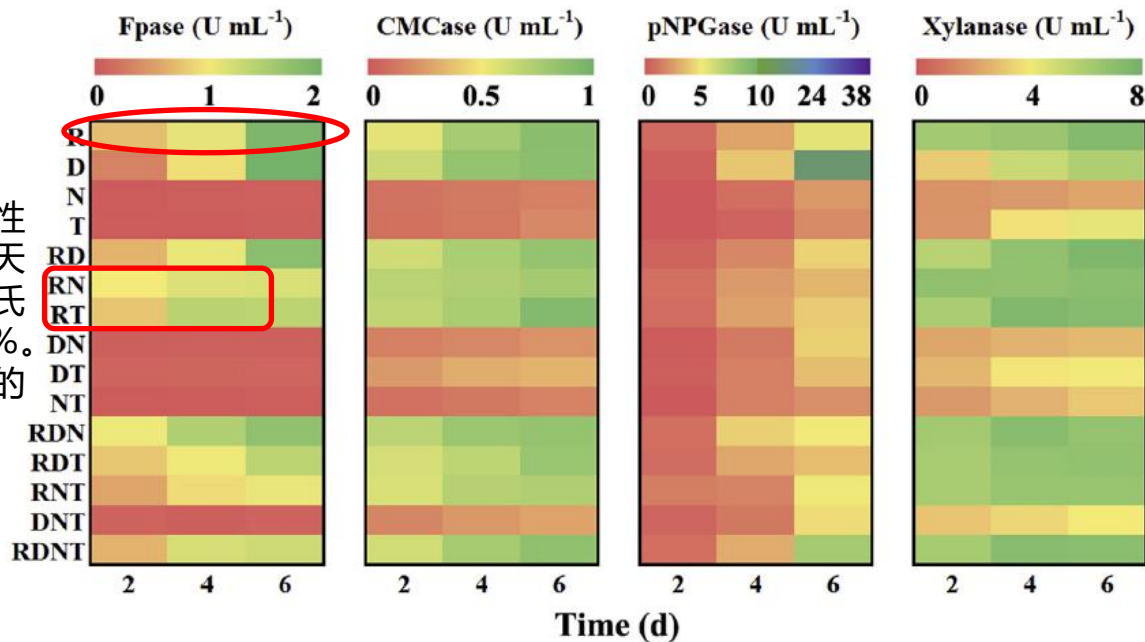 Fpase (U mL⁻¹) CMCase (U mL⁻¹) pNPGase (U mL⁻¹) Xylanase (U mL⁻¹)
0 1 2 0 0.5 1 0 5 10 24 38 0 4 8
R
D
N
性
T
天
RD
氏
RN
RT
%。
DN
的
DT
NT
RDN
RDT
RNT
DNT
RDNT
2 4 6 2 4 6 2 4 6 2 4 6
Time (d)